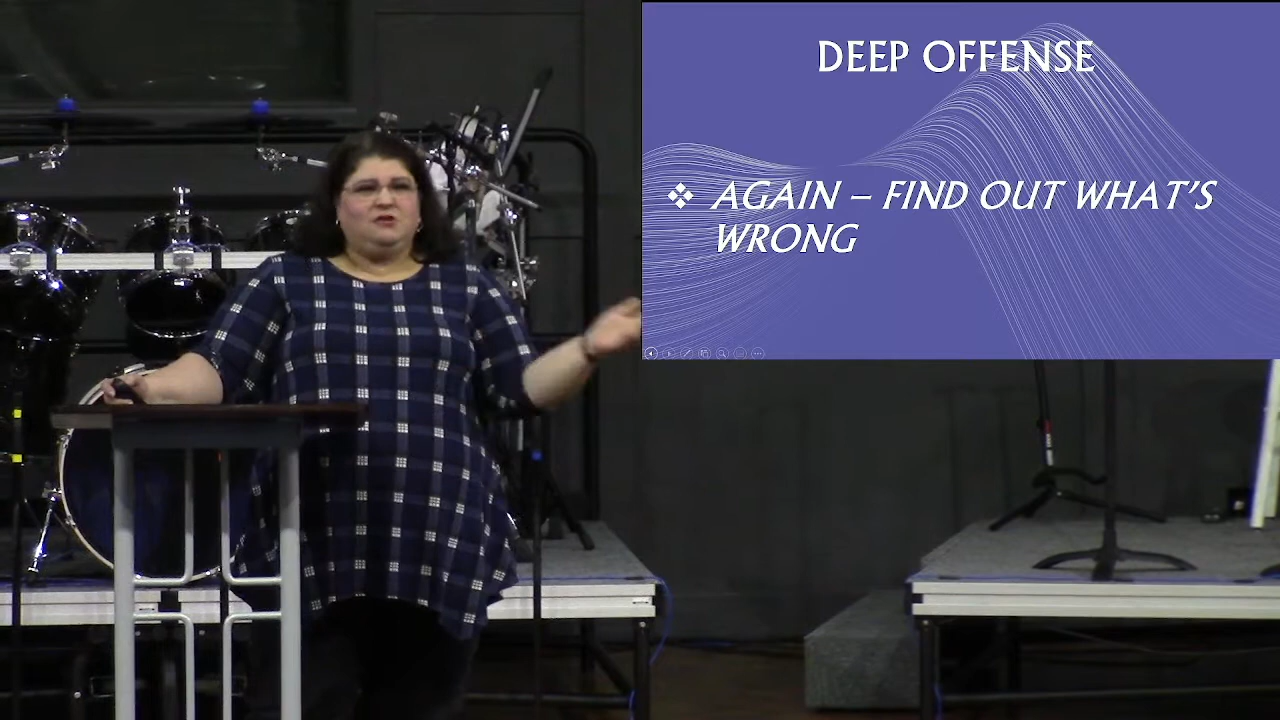 DEEP OFFENSE
AGAIN – FIND OUT WHAT'S
WRONG